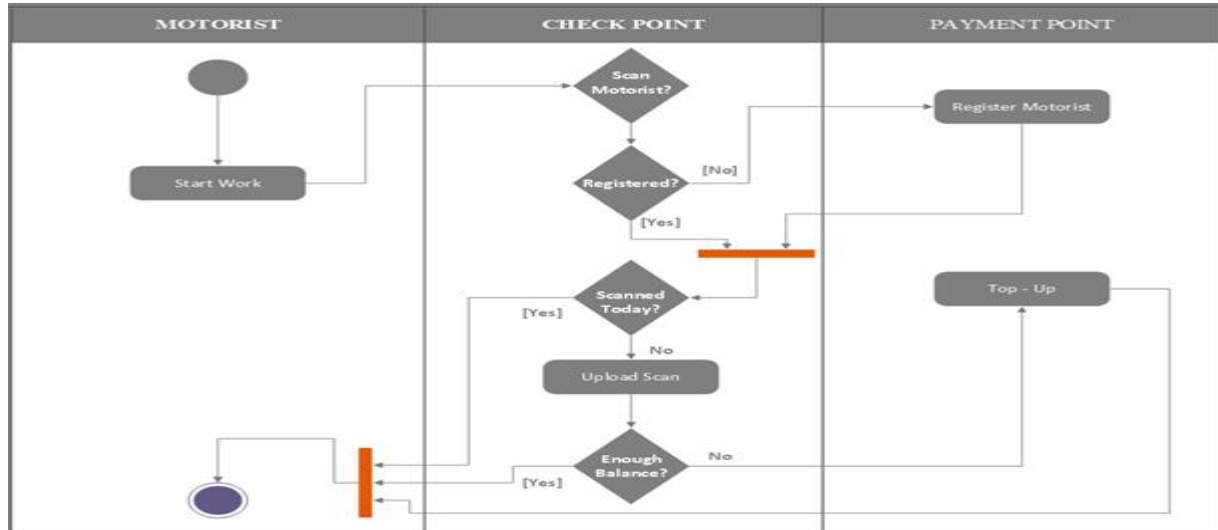 MOTORIST
CHECK POINT
PAYMENT POINT
Scan
Motorist?
Register Motorist
Start Work
Registered?
[No]
[Yes]
Scanned
Today?
[Yes]
No
Top - Up
Upload Scan
Enough
Balance?
No
[Yes]